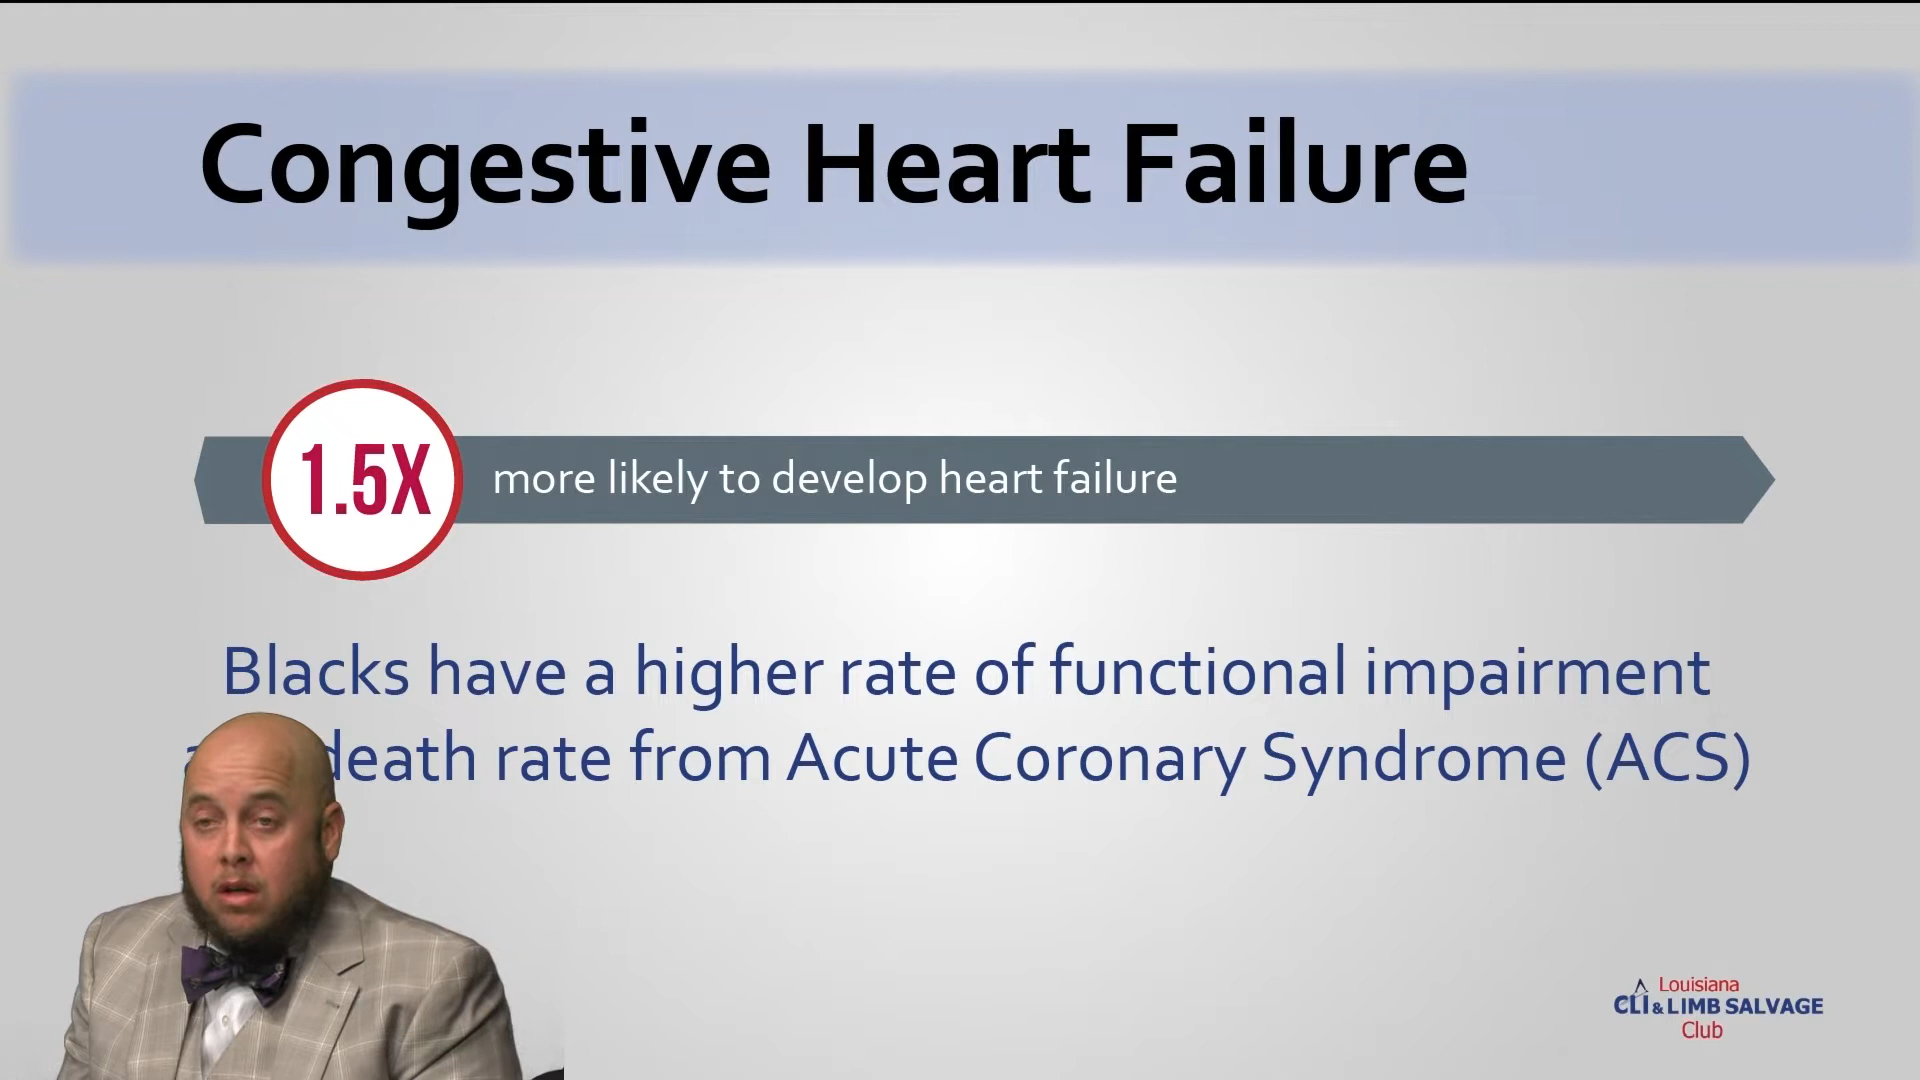 Congestive Heart Failure
1.5X more likely to develop heart failure
Blacks have a higher rate of functional impairment
death rate from Acute Coronary Syndrome (ACS)
Louisiana
CLI & LIMB SALVAGE
Club